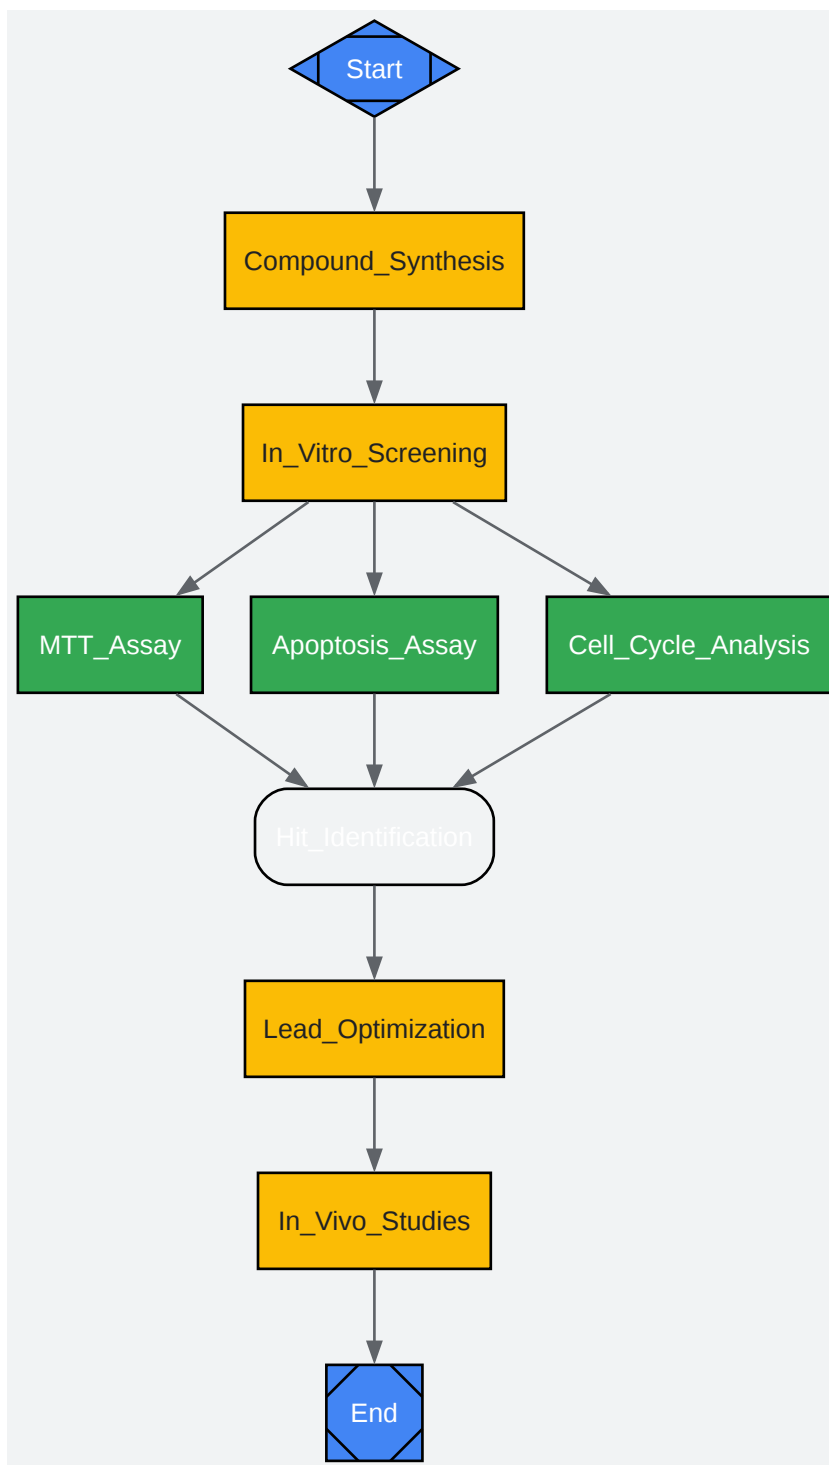 Start
Compound_Synthesis
In_Vitro_Screening
MTT_Assay
Apoptosis_Assay
Cell_Cycle_Analysis
Hit_Identification
Lead_Optimization
In_Vivo_Studies
End